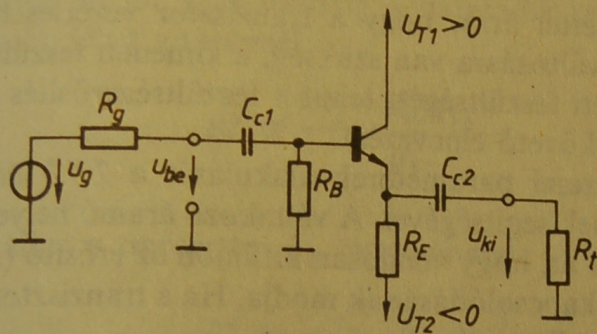 U_T1>0
R_g
C_c1
u_g
u_be
R_B
C_c2
R_E
u_ki
R_t
U_T2<0